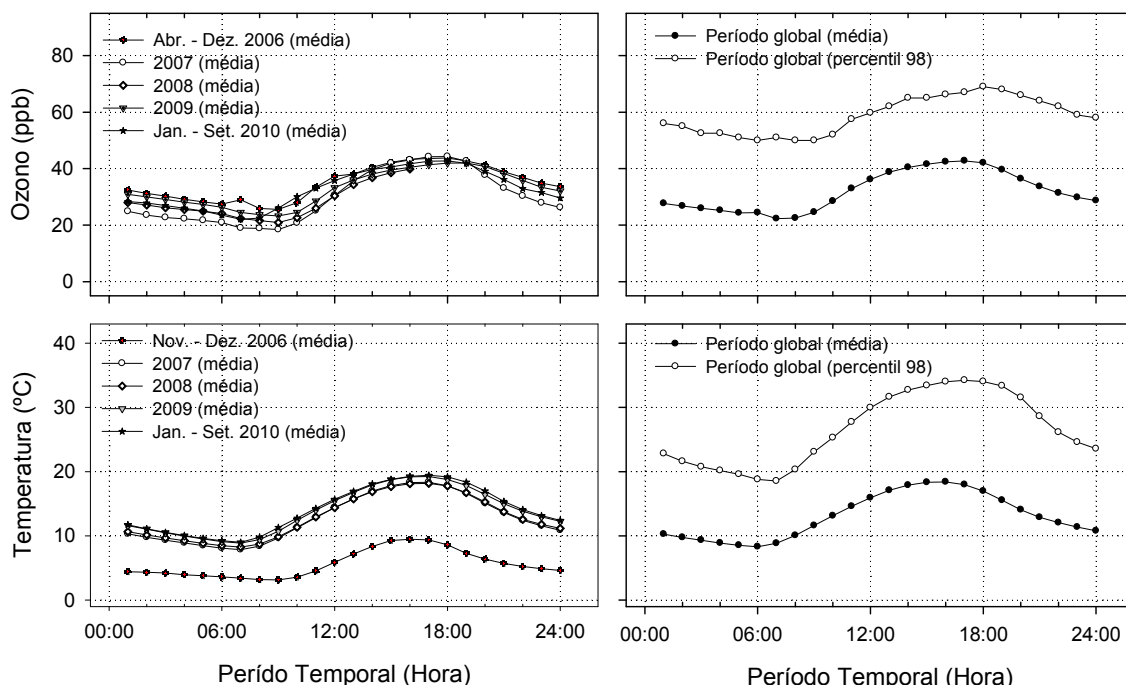 Ozono (ppb)
80
60
40
20
0
Abr. - Dez. 2006 (média)
2007 (média)
2008 (média)
2009 (média)
Jan. - Set. 2010 (média)
Período global (média)
Período global (percentil 98)
Temperatura (ºC)
40
30
20
10
0
Nov. - Dez. 2006 (média)
2007 (média)
2008 (média)
2009 (média)
Jan. - Set. 2010 (média)
Período global (média)
Período global (percentil 98)
00:00 06:00 12:00 18:00 24:00
00:00 06:00 12:00 18:00 24:00
Perído Temporal (Hora)
Período Temporal (Hora)